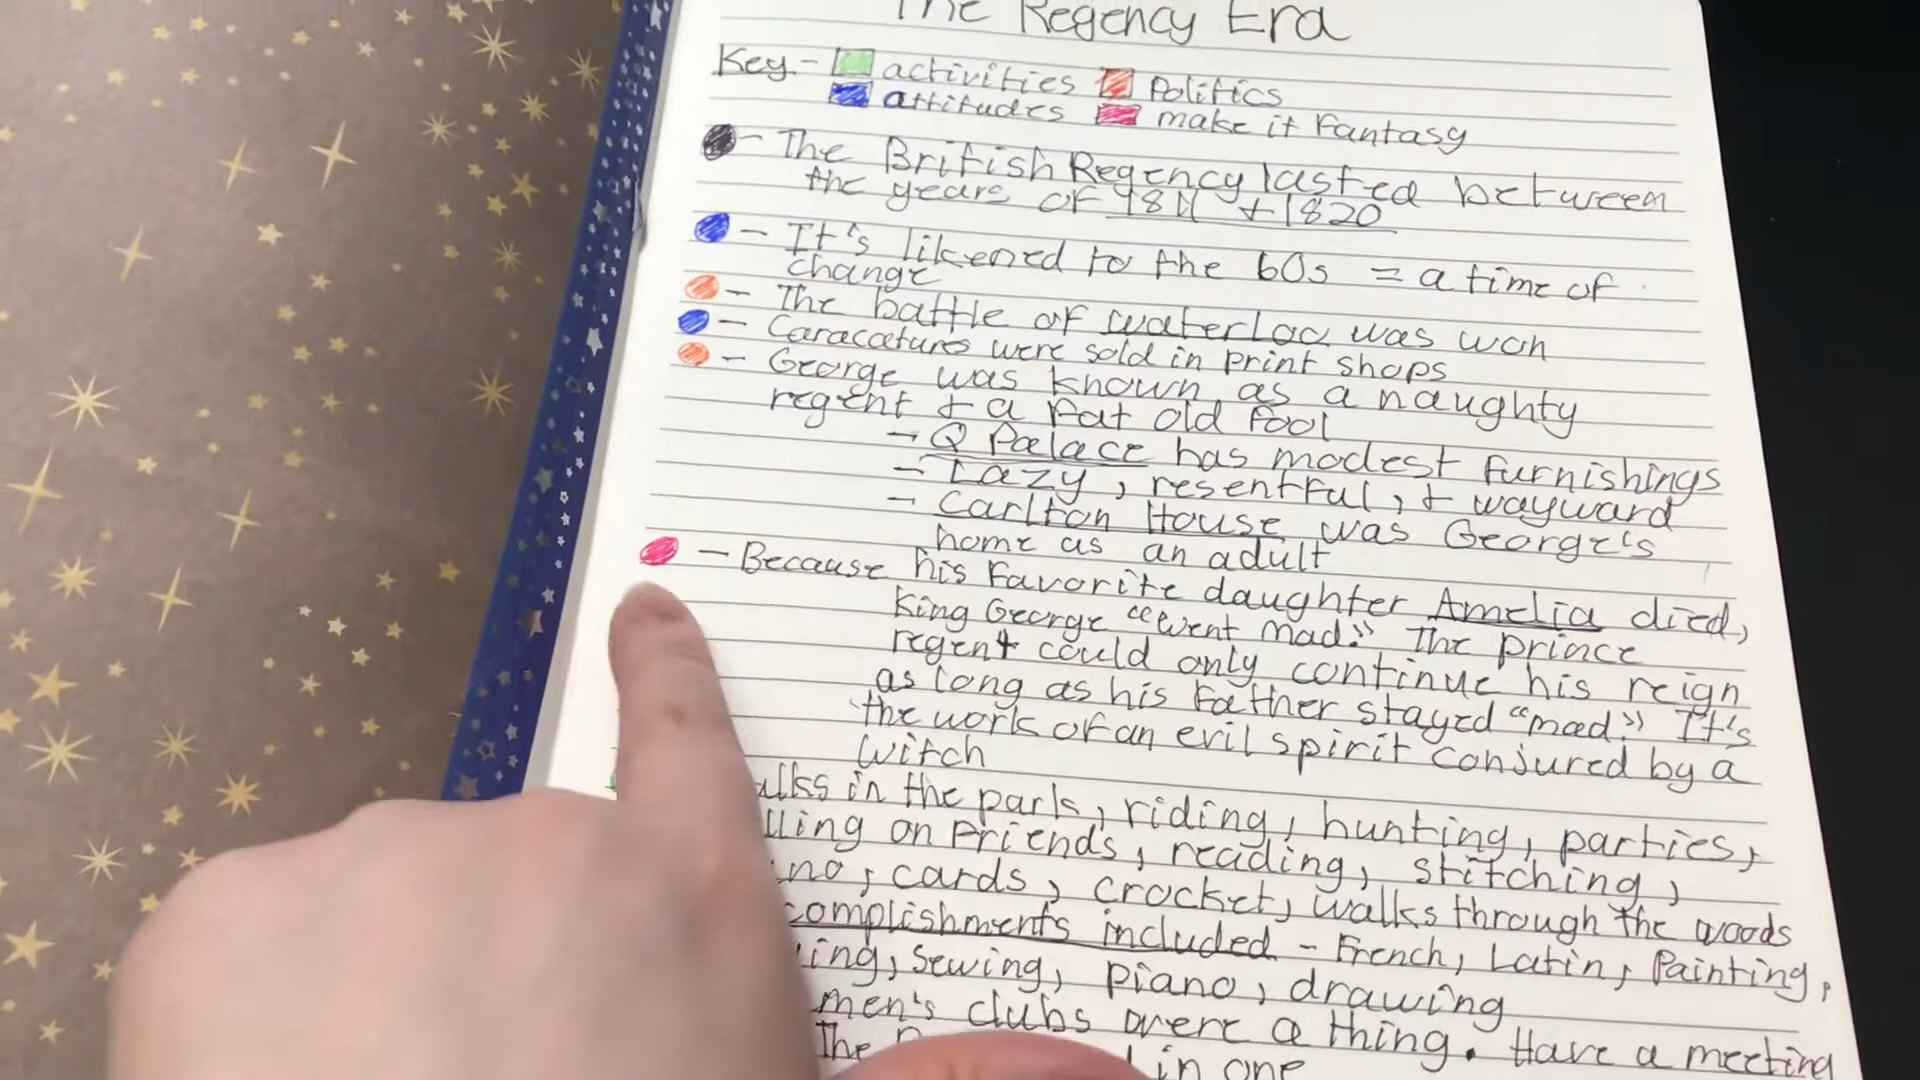 The Regency Era
Key - activities Politics
attitudes make it Fantasy
- The British Regency lasted between
the years of 1811 + 1820
- It's likened to the 60s = a time of
change
- The battle of waterloo was won
- Caracatures were sold in print shops
- George was known as a naughty
regent + a fat old fool
- Q Palace has modest furnishings
- Lazy, resentful, + wayward
- Carlton House was George's
home as an adult
- Because his favorite daughter Amelia died,
King George "went mad." The prince
regent could only continue his reign
as long as his father stayed "mad." It's
the work of an evil spirit conjured by a
witch
alks in the park, riding, hunting, parties,
lling on friends, reading, stitching,
no, cards, crocket, walks through the woods
complishments included - French, Latin, Painting,
ing, sewing, piano, drawing
men's clubs were a thing. Have a meeting
The
in one